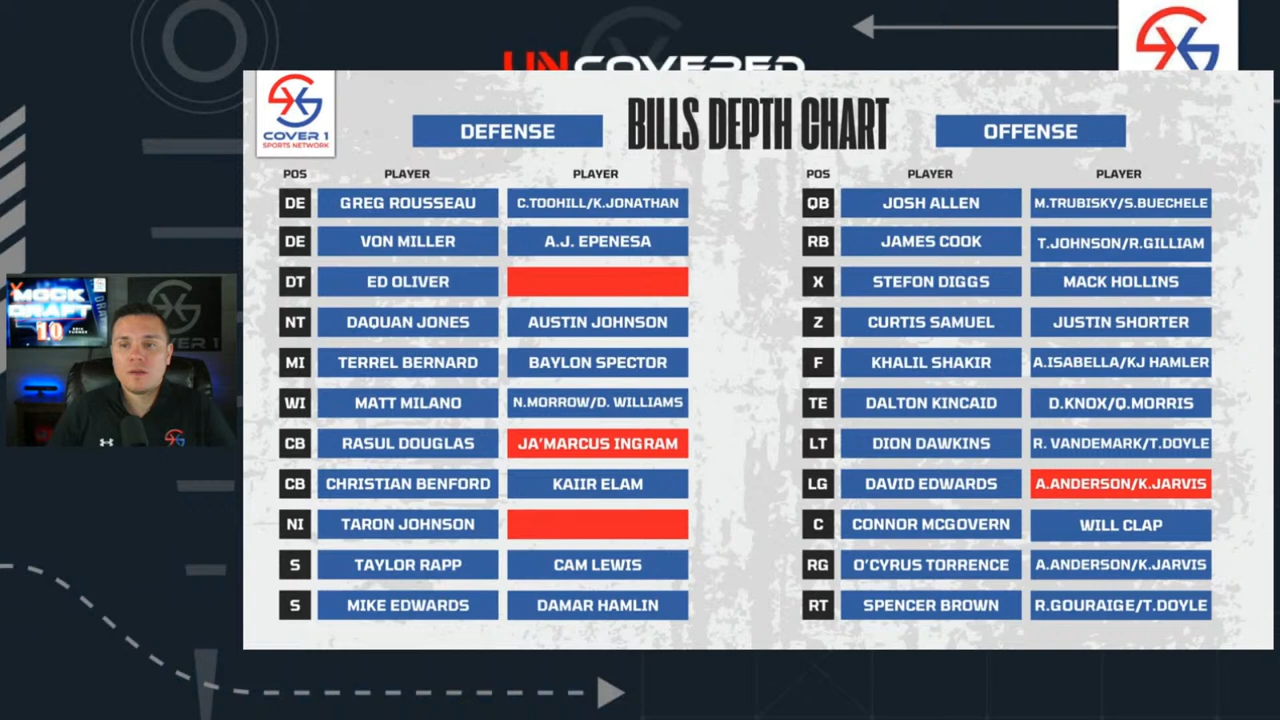 UNCOVERED
COVER 1
SPORTS NETWORK
BILLS DEPTH CHART
DEFENSE
OFFENSE
POS PLAYER PLAYER
DE GREG ROUSSEAU C.TOOHILL/K.JONATHAN
DE VON MILLER A.J. EPENESA
DT ED OLIVER
NT DAQUAN JONES AUSTIN JOHNSON
MI TERREL BERNARD BAYLON SPECTOR
WI MATT MILANO N.MORROW/D. WILLIAMS
CB RASUL DOUGLAS JA'MARCUS INGRAM
CB CHRISTIAN BENFORD KAIIR ELAM
NI TARON JOHNSON
S TAYLOR RAPP CAM LEWIS
S MIKE EDWARDS DAMAR HAMLIN
POS PLAYER PLAYER
QB JOSH ALLEN M.TRUBISKY/S.BUECHELE
RB JAMES COOK T.JOHNSON/R.GILLIAM
X STEFON DIGGS MACK HOLLINS
Z CURTIS SAMUEL JUSTIN SHORTER
F KHALIL SHAKIR A.ISABELLA/KJ HAMLER
TE DALTON KINCAID D.KNOX/Q.MORRIS
LT DION DAWKINS R. VANDEMARK/T.DOYLE
LG DAVID EDWARDS A.ANDERSON/K.JARVIS
C CONNOR MCGOVERN WILL CLAP
RG O'CYRUS TORRENCE A.ANDERSON/K.JARVIS
RT SPENCER BROWN R.GOURAIGE/T.DOYLE
MOCK
DRAFT
1.0